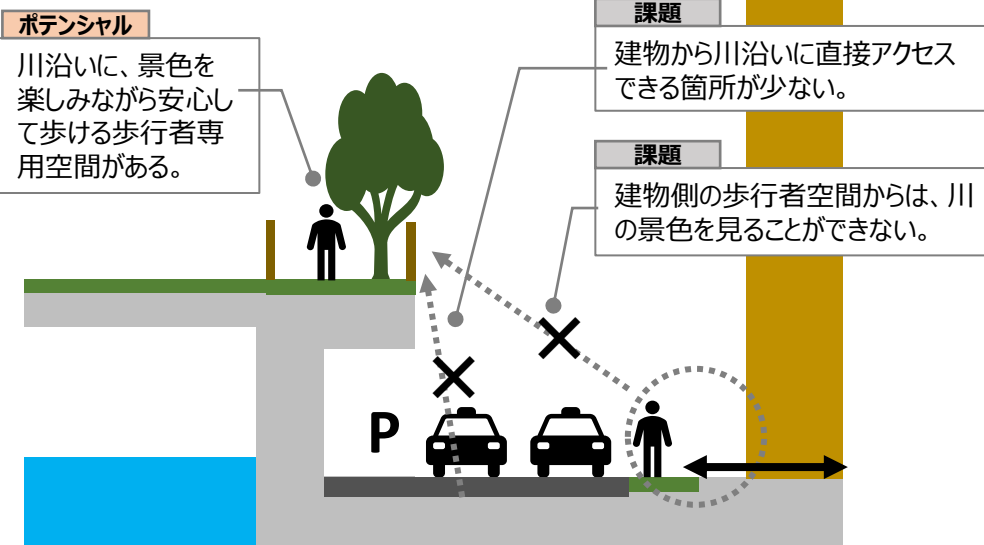 ポテンシャル
川沿いに、景色を
楽しみながら安心し
て歩ける歩行者専
用空間がある。
課題
建物から川沿いに直接アクセス
できる箇所が少ない。
課題
建物側の歩行者空間からは、川
の景色を見ることができない。
P